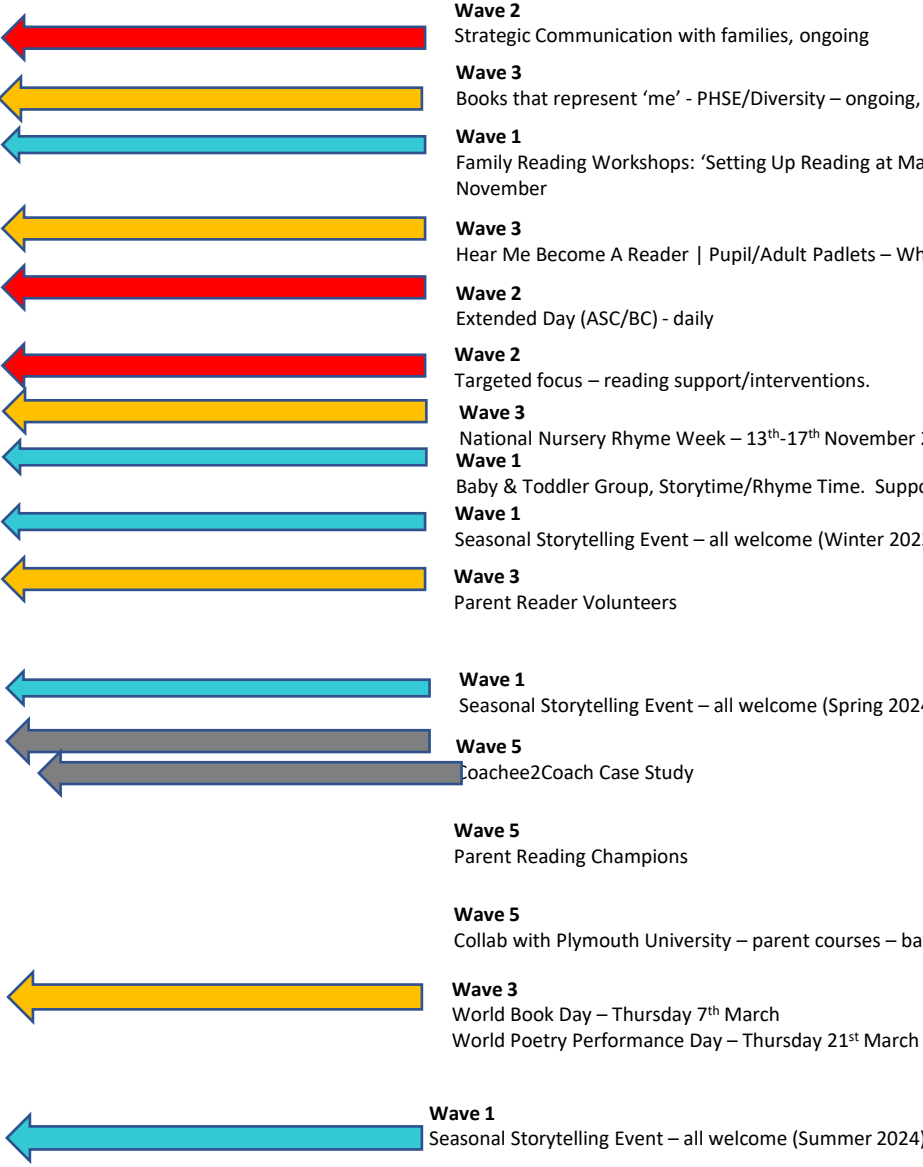 Wave 2
Strategic Communication with families, ongoing
Wave 3
Books that represent ‘me’ - PHSE/Diversity – ongoing,
Wave 1
Family Reading Workshops: ‘Setting Up Reading at
November
Wave 3
Hear Me Become A Reader | Pupil/Adult Padlets –
Wave 2
Extended Day (ASC/BC) - daily
Wave 2
Targeted focus – reading support/interventions.
Wave 3
National Nursery Rhyme Week – 13th-17th November
Wave 1
Baby & Toddler Group, Storytime/Rhyme Time.
Wave 1
Seasonal Storytelling Event – all welcome (Winter
Wave 3
Parent Reader Volunteers
Wave 1
Seasonal Storytelling Event – all welcome (Spring
Wave 5
Coachee2Coach Case Study
Wave 5
Parent Reading Champions
Wave 5
Collab with Plymouth University – parent courses –
Wave 3
World Book Day – Thursday 7th March
World Poetry Performance Day – Thursday 21st March
Wave 1
Seasonal Storytelling Event – all welcome (Summer 2024)